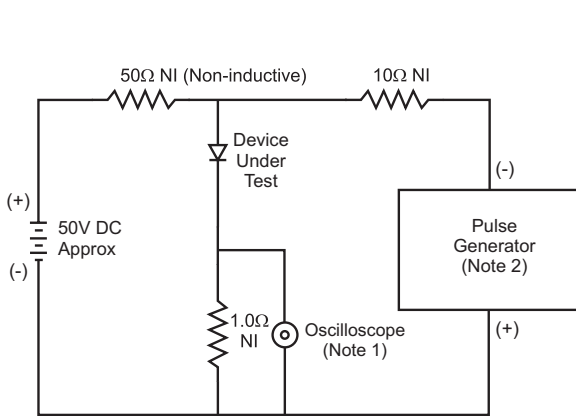 50Ω NI (Non-inductive)
10Ω NI
Device
Under
Test
(-)
(+)
50V DC
Approx
(-)
Pulse
Generator
(Note 2)
1.0Ω
NI
Oscilloscope
(Note 1)
(+)